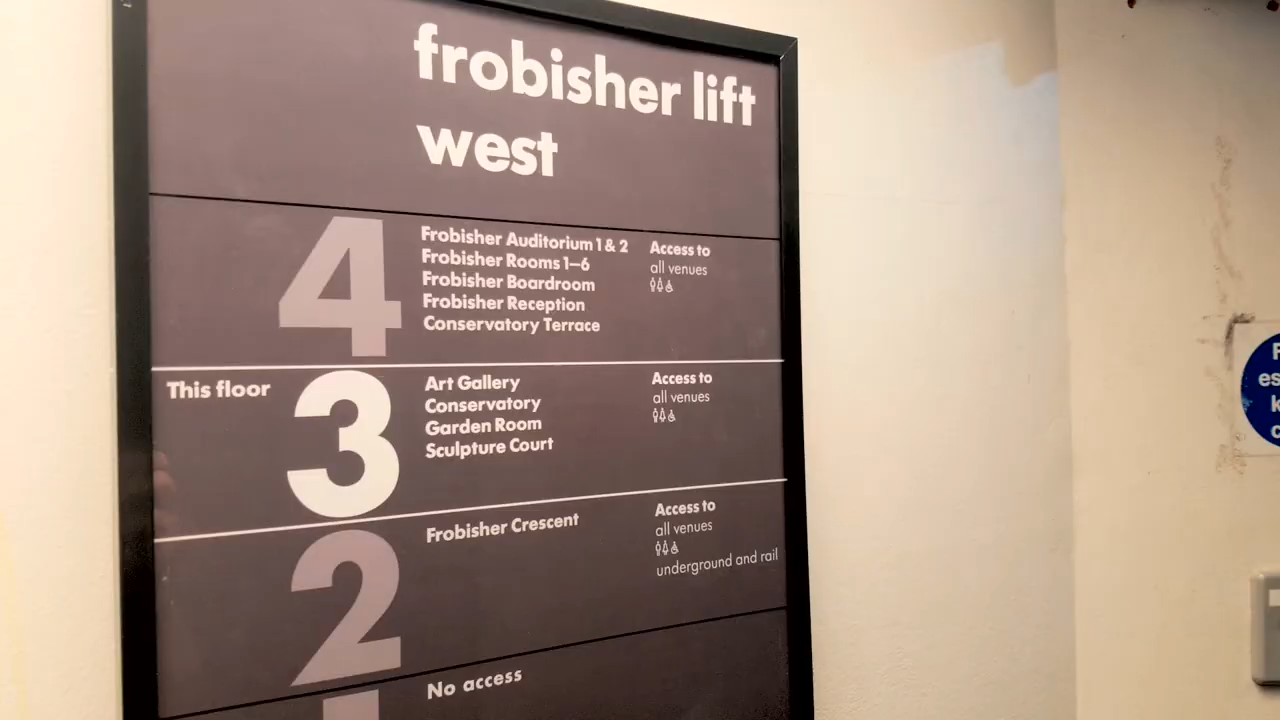 frobisher lift
west
4
Frobisher Auditorium 1 & 2
Frobisher Rooms 1–6
Frobisher Boardroom
Frobisher Reception
Conservatory Terrace
Access to
all venues
This floor
3
Art Gallery
Conservatory
Garden Room
Sculpture Court
Access to
all venues
2
Frobisher Crescent
Access to
all venues
underground and rail
1
No access